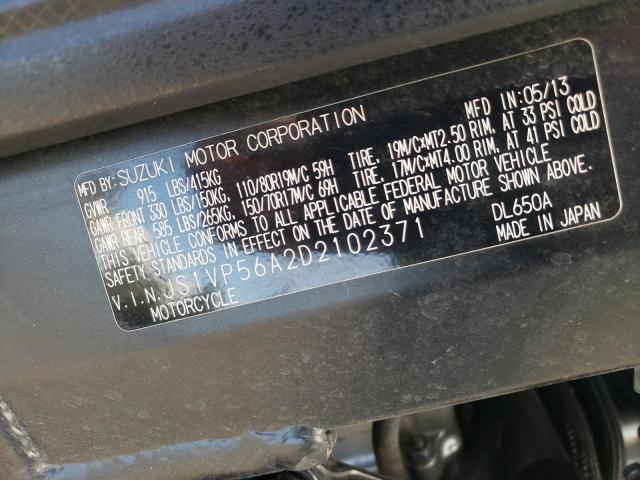 MFD BY: SUZUKI MOTOR CORPORATION MFD IN: 05/13
GVWR 915 LBS/415KG
GAWR FRONT 330 LBS/150KG. 110/80R19M/C 59H TIRE. 19M/C×MT2.50 RIM. AT 33 PSI COLD
GAWR REAR 585 LBS/265KG. 150/70R17M/C 69H TIRE. 17M/C×MT4.00 RIM. AT 41 PSI COLD
THIS VEHICLE CONFORMS TO ALL APPLICABLE FEDERAL MOTOR VEHICLE
SAFETY STANDARDS IN EFFECT ON THE DATE OF MANUFACTURE SHOWN ABOVE.
V.I.N. JS1VP56A2D2102371 DL650A
MOTORCYCLE MADE IN JAPAN